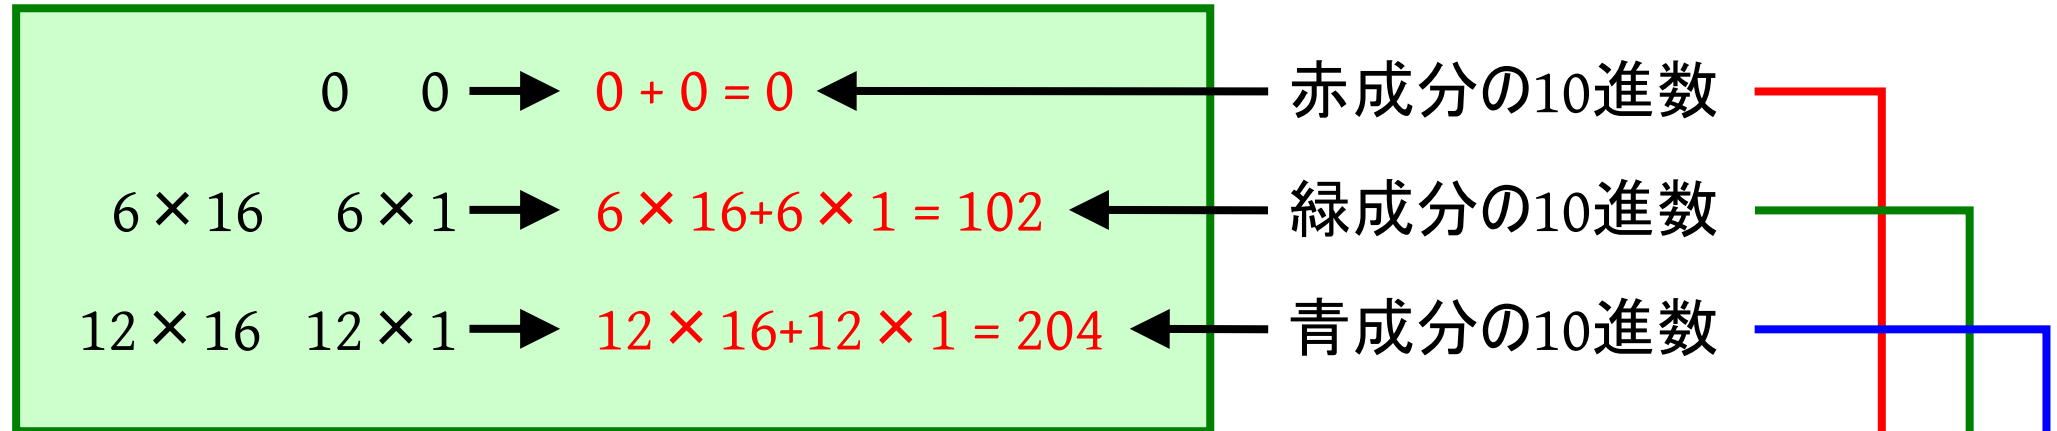 0 0 0 + 0 = 0 赤成分の10進数
6 × 16 6 × 1 6 × 16+6 × 1 = 102 緑成分の10進数
12 × 16 12 × 1 12 × 16+12 × 1 = 204 青成分の10進数